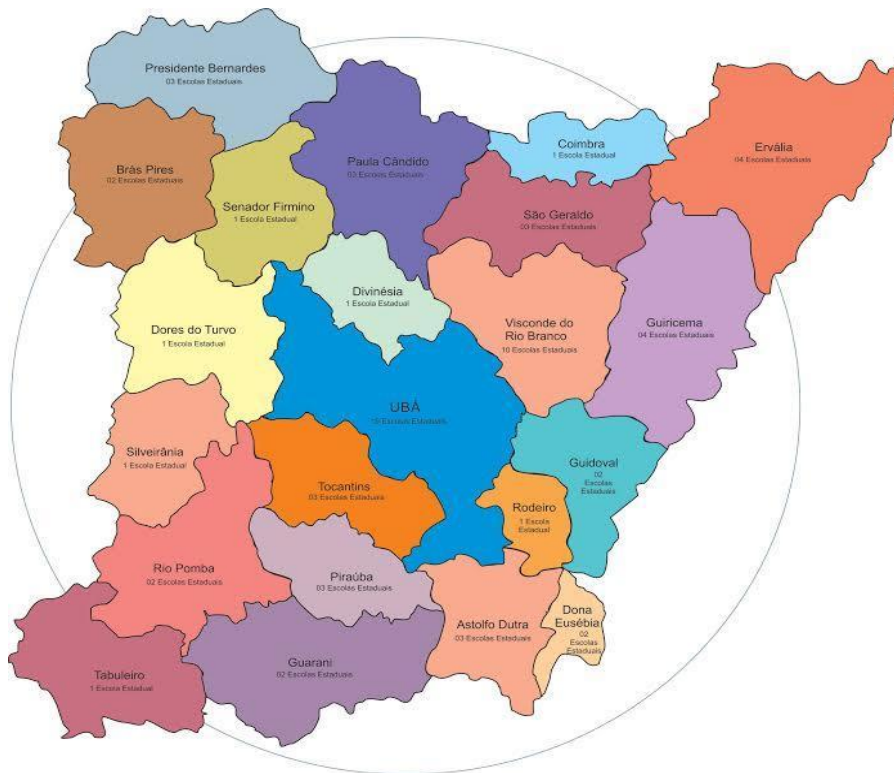 Presidente Bernardes
03 Escolas Estaduais
Brás Pires
02 Escolas Estaduais
Senador Firmino
1 Escola Estadual
Paula Cândido
03 Escolas Estaduais
Coimbra
1 Escola Estadual
Ervália
04 Escolas Estaduais
São Geraldo
03 Escolas Estaduais
Divinésia
1 Escola Estadual
Dores do Turvo
1 Escola Estadual
Visconde do
Rio Branco
10 Escolas Estaduais
Guiricema
04 Escolas Estaduais
UBÁ
Escolas Estaduais
Silveirânia
1 Escola Estadual
Tocantins
03 Escolas Estaduais
Guidoval
02
Escolas
Estaduais
Rodeiro
1 Escola
Estadual
Rio Pomba
02 Escolas Estaduais
Piraúba
03 Escolas Estaduais
Astolfo Dutra
03 Escolas Estaduais
Dona
Eusébia
02
Escolas
Estaduais
Tabuleiro
1 Escola Estadual
Guarani
02 Escolas Estaduais